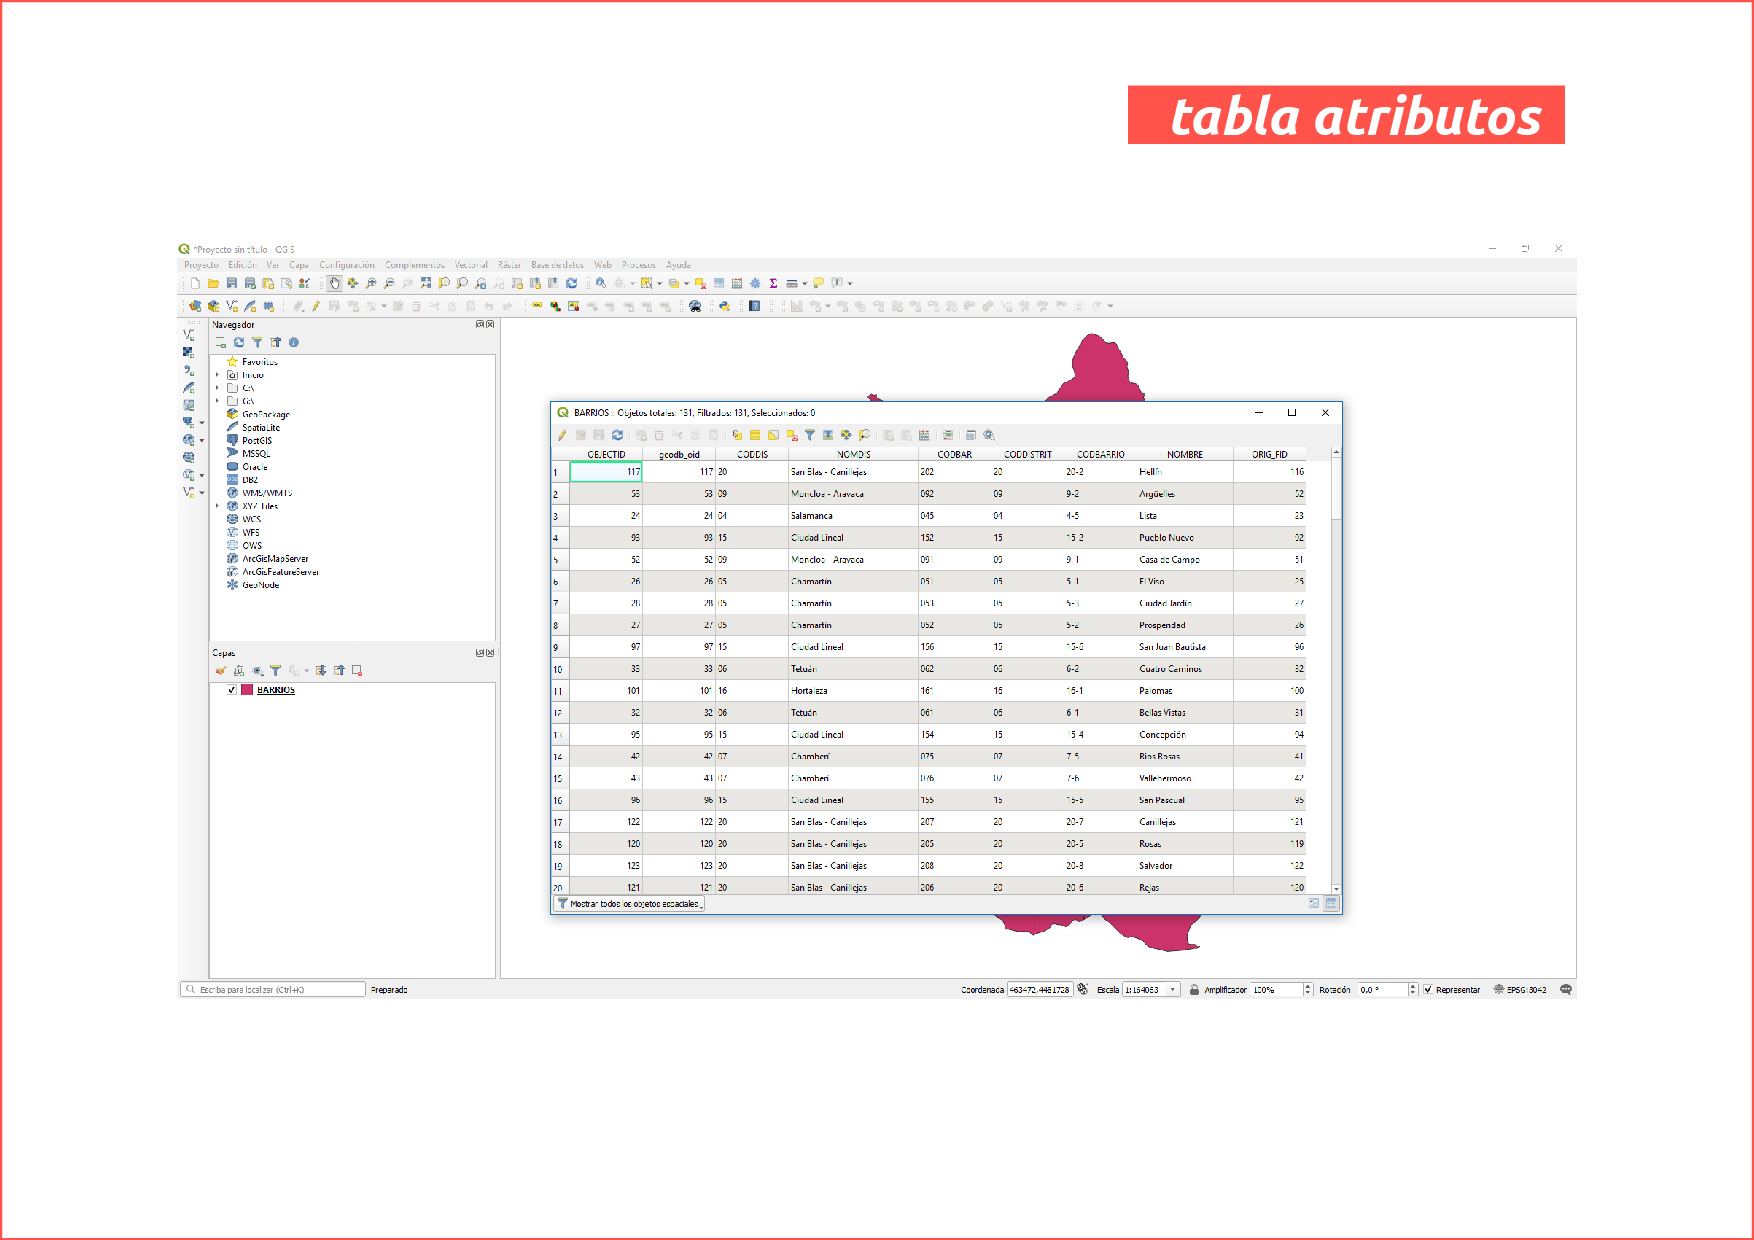 tabla atributos
*Proyecto sin título - QGIS
Proyecto Edición Ver Capa Configuración Complementos Vectorial Ráster Base de datos Web Procesos Ayuda
Navegador
Favoritos
Inicio
C:\
G:\
GeoPackage
SpatiaLite
PostGIS
MSSQL
Oracle
DB2
WMS/WMTS
XYZ Tiles
WCS
WFS
OWS
ArcGisMapServer
ArcGisFeatureServer
GeoNode
Capas
BARRIOS
BARRIOS :: Objetos totales: 131, Filtrados: 131, Seleccionados: 0
OBJECTID geodb_oid CODDIS NOMDIS CODBAR CODDISTRIT CODBARRIO NOMBRE ORIG_FID
1 117 117 20 San Blas - Canillejas 202 20 20-2 Hellín 116
2 53 53 09 Moncloa - Aravaca 092 09 9-2 Argüelles 52
3 24 24 04 Salamanca 045 04 4-5 Lista 23
4 93 93 15 Ciudad Lineal 152 15 15-2 Pueblo Nuevo 92
5 52 52 09 Moncloa - Aravaca 091 09 9-1 Casa de Campo 51
6 26 26 05 Chamartín 051 05 5-1 El Viso 25
7 28 28 05 Chamartín 053 05 5-3 Ciudad Jardín 27
8 27 27 05 Chamartín 052 05 5-2 Prosperidad 26
9 97 97 15 Ciudad Lineal 156 15 15-6 San Juan Bautista 96
10 33 33 06 Tetuán 062 06 6-2 Cuatro Caminos 32
11 101 101 16 Hortaleza 161 16 16-1 Palomas 100
12 32 32 06 Tetuán 061 06 6-1 Bellas Vistas 31
13 95 95 15 Ciudad Lineal 154 15 15-4 Concepción 94
14 42 42 07 Chamberí 075 07 7-5 Ríos Rosas 41
15 43 43 07 Chamberí 076 07 7-6 Vallehermoso 42
16 96 96 15 Ciudad Lineal 155 15 15-5 San Pascual 95
17 122 122 20 San Blas - Canillejas 207 20 20-7 Canillejas 121
18 120 120 20 San Blas - Canillejas 205 20 20-5 Rosas 119
19 123 123 20 San Blas - Canillejas 208 20 20-8 Salvador 122
20 121 121 20 San Blas - Canillejas 206 20 20-6 Rejas 120
Mostrar todos los objetos espaciales
Escriba para localizar (Ctrl+K) Preparado Coordenada 463472,4481728 Escala 1:164063 Amplificador 100% Rotación 0,0 ° Representar EPSG:3042